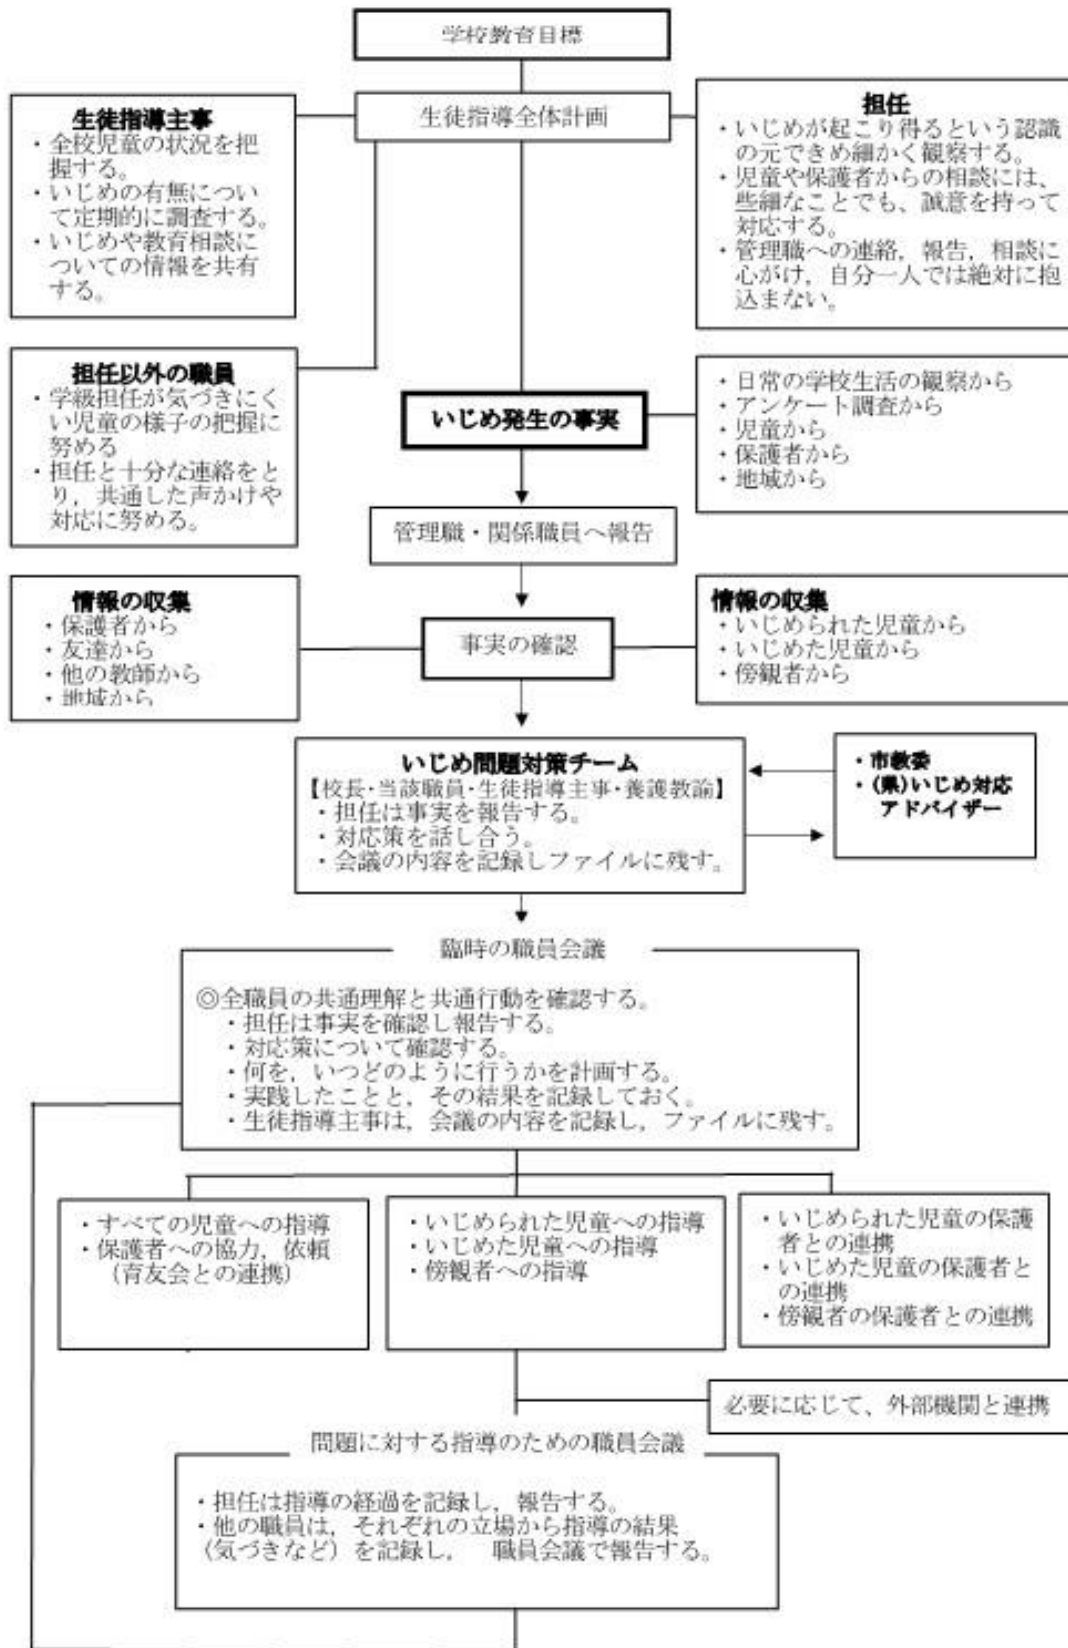 学校教育目標
生徒指導全体計画
生徒指導主事
・全校児童の状況を把
握する。
・いじめの有無につい
て定期的に調査する。
・いじめや教育相談に
ついての情報を共有
する。
担任
・いじめが起こり得るという認識
の元できめ細かく観察する。
・児童や保護者からの相談には、
些細なことでも、誠意を持って
対応する。
・管理職への連絡，報告，相談に
心がけ，自分一人では絶対に抱
込まない。
担任以外の職員
・学級担任が気づきにく
い児童の様子の把握に
努める
・担任と十分な連絡をと
り，共通した声かけや
対応に努める。
いじめ発生の事実
・日常の学校生活の観察から
・アンケート調査から
・児童から
・保護者から
・地域から
管理職・関係職員へ報告
情報の収集
・保護者から
・友達から
・他の教師から
・地域から
事実の確認
情報の収集
・いじめられた児童から
・いじめた児童から
・傍観者から
いじめ問題対策チーム
【校長・当該職員・生徒指導主事・養護教諭】
・担任は事実を報告する。
・対応策を話し合う。
・会議の内容を記録しファイルに残す。
・市教委
・(県)いじめ対応
アドバイザー
臨時の職員会議
◎全職員の共通理解と共通行動を確認する。
・担任は事実を確認し報告する。
・対応策について確認する。
・何を，いつどのように行うかを計画する。
・実践したことと，その結果を記録しておく。
・生徒指導主事は，会議の内容を記録し，ファイルに残す。
・すべての児童への指導
・保護者への協力，依頼
（育友会との連携）
・いじめられた児童への指導
・いじめた児童への指導
・傍観者への指導
・いじめられた児童の保護
者との連携
・いじめた児童の保護者と
の連携
・傍観者の保護者との連携
必要に応じて、外部機関と連携
問題に対する指導のための職員会議
・担任は指導の経過を記録し，報告する。
・他の職員は，それぞれの立場から指導の結果
（気づきなど）を記録し，　職員会議で報告する。